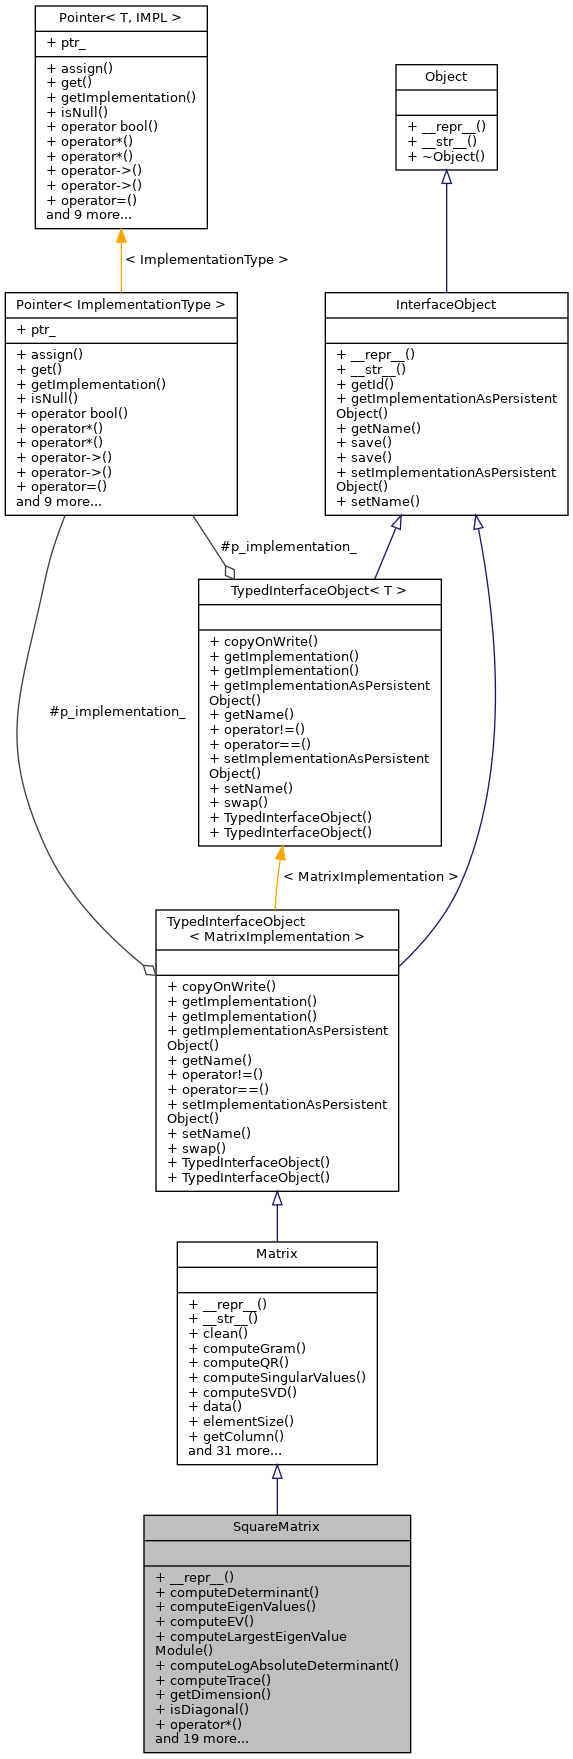 Pointer< T, IMPL >
+ ptr_
+ assign()
+ get()
+ getImplementation()
+ isNull()
+ operator bool()
+ operator*()
+ operator*()
+ operator->()
+ operator->()
+ operator=()
and 9 more...
Object
+ __repr__()
+ __str__()
+ ~Object()
< ImplementationType >
Pointer< ImplementationType >
+ ptr_
+ assign()
+ get()
+ getImplementation()
+ isNull()
+ operator bool()
+ operator*()
+ operator*()
+ operator->()
+ operator->()
+ operator=()
and 9 more...
InterfaceObject
+ __repr__()
+ __str__()
+ getId()
+ getImplementationAsPersistent
Object()
+ getName()
+ save()
+ save()
+ setImplementationAsPersistent
Object()
+ setName()
#p_implementation_
TypedInterfaceObject< T >
+ copyOnWrite()
+ getImplementation()
+ getImplementation()
+ getImplementationAsPersistent
Object()
+ getName()
+ operator!=()
+ operator==()
+ setImplementationAsPersistent
Object()
+ setName()
+ swap()
+ TypedInterfaceObject()
+ TypedInterfaceObject()
#p_implementation_
< MatrixImplementation >
TypedInterfaceObject
< MatrixImplementation >
+ copyOnWrite()
+ getImplementation()
+ getImplementation()
+ getImplementationAsPersistent
Object()
+ getName()
+ operator!=()
+ operator==()
+ setImplementationAsPersistent
Object()
+ setName()
+ swap()
+ TypedInterfaceObject()
+ TypedInterfaceObject()
Matrix
+ __repr__()
+ __str__()
+ clean()
+ computeGram()
+ computeQR()
+ computeSingularValues()
+ computeSVD()
+ data()
+ elementSize()
+ getColumn()
and 31 more...
SquareMatrix
+ __repr__()
+ computeDeterminant()
+ computeEigenValues()
+ computeEV()
+ computeLargestEigenValue
Module()
+ computeLogAbsoluteDeterminant()
+ computeTrace()
+ getDimension()
+ isDiagonal()
+ operator*()
and 19 more...